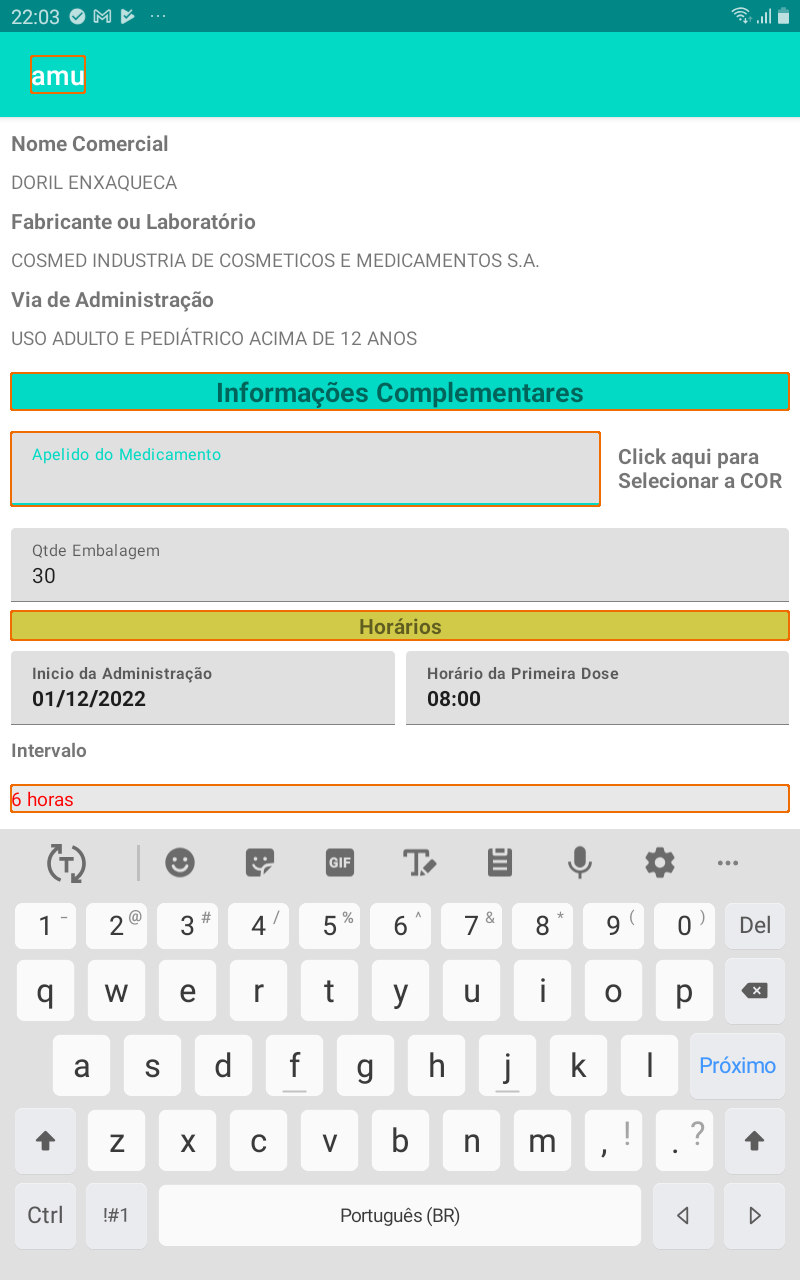 22:03
amu
Nome Comercial
DORIL ENXAQUECA
Fabricante ou Laboratório
COSMED INDUSTRIA DE COSMETICOS E MEDICAMENTOS S.A.
Via de Administração
USO ADULTO E PEDIÁTRICO ACIMA DE 12 ANOS
Informações Complementares
Apelido do Medicamento
Click aqui para
Selecionar a COR
Qtde Embalagem
30
Horários
Inicio da Administração
01/12/2022
Horário da Primeira Dose
08:00
Intervalo
6 horas
T GIF T
1 - 2 @ 3 # 4 / 5 % 6 ^ 7 & 8 * 9 ( 0 ) Del
q w e r t y u i o p
a s d f g h j k l Próximo
z x c v b n m , ! . ?
Ctrl !#1 Português (BR)